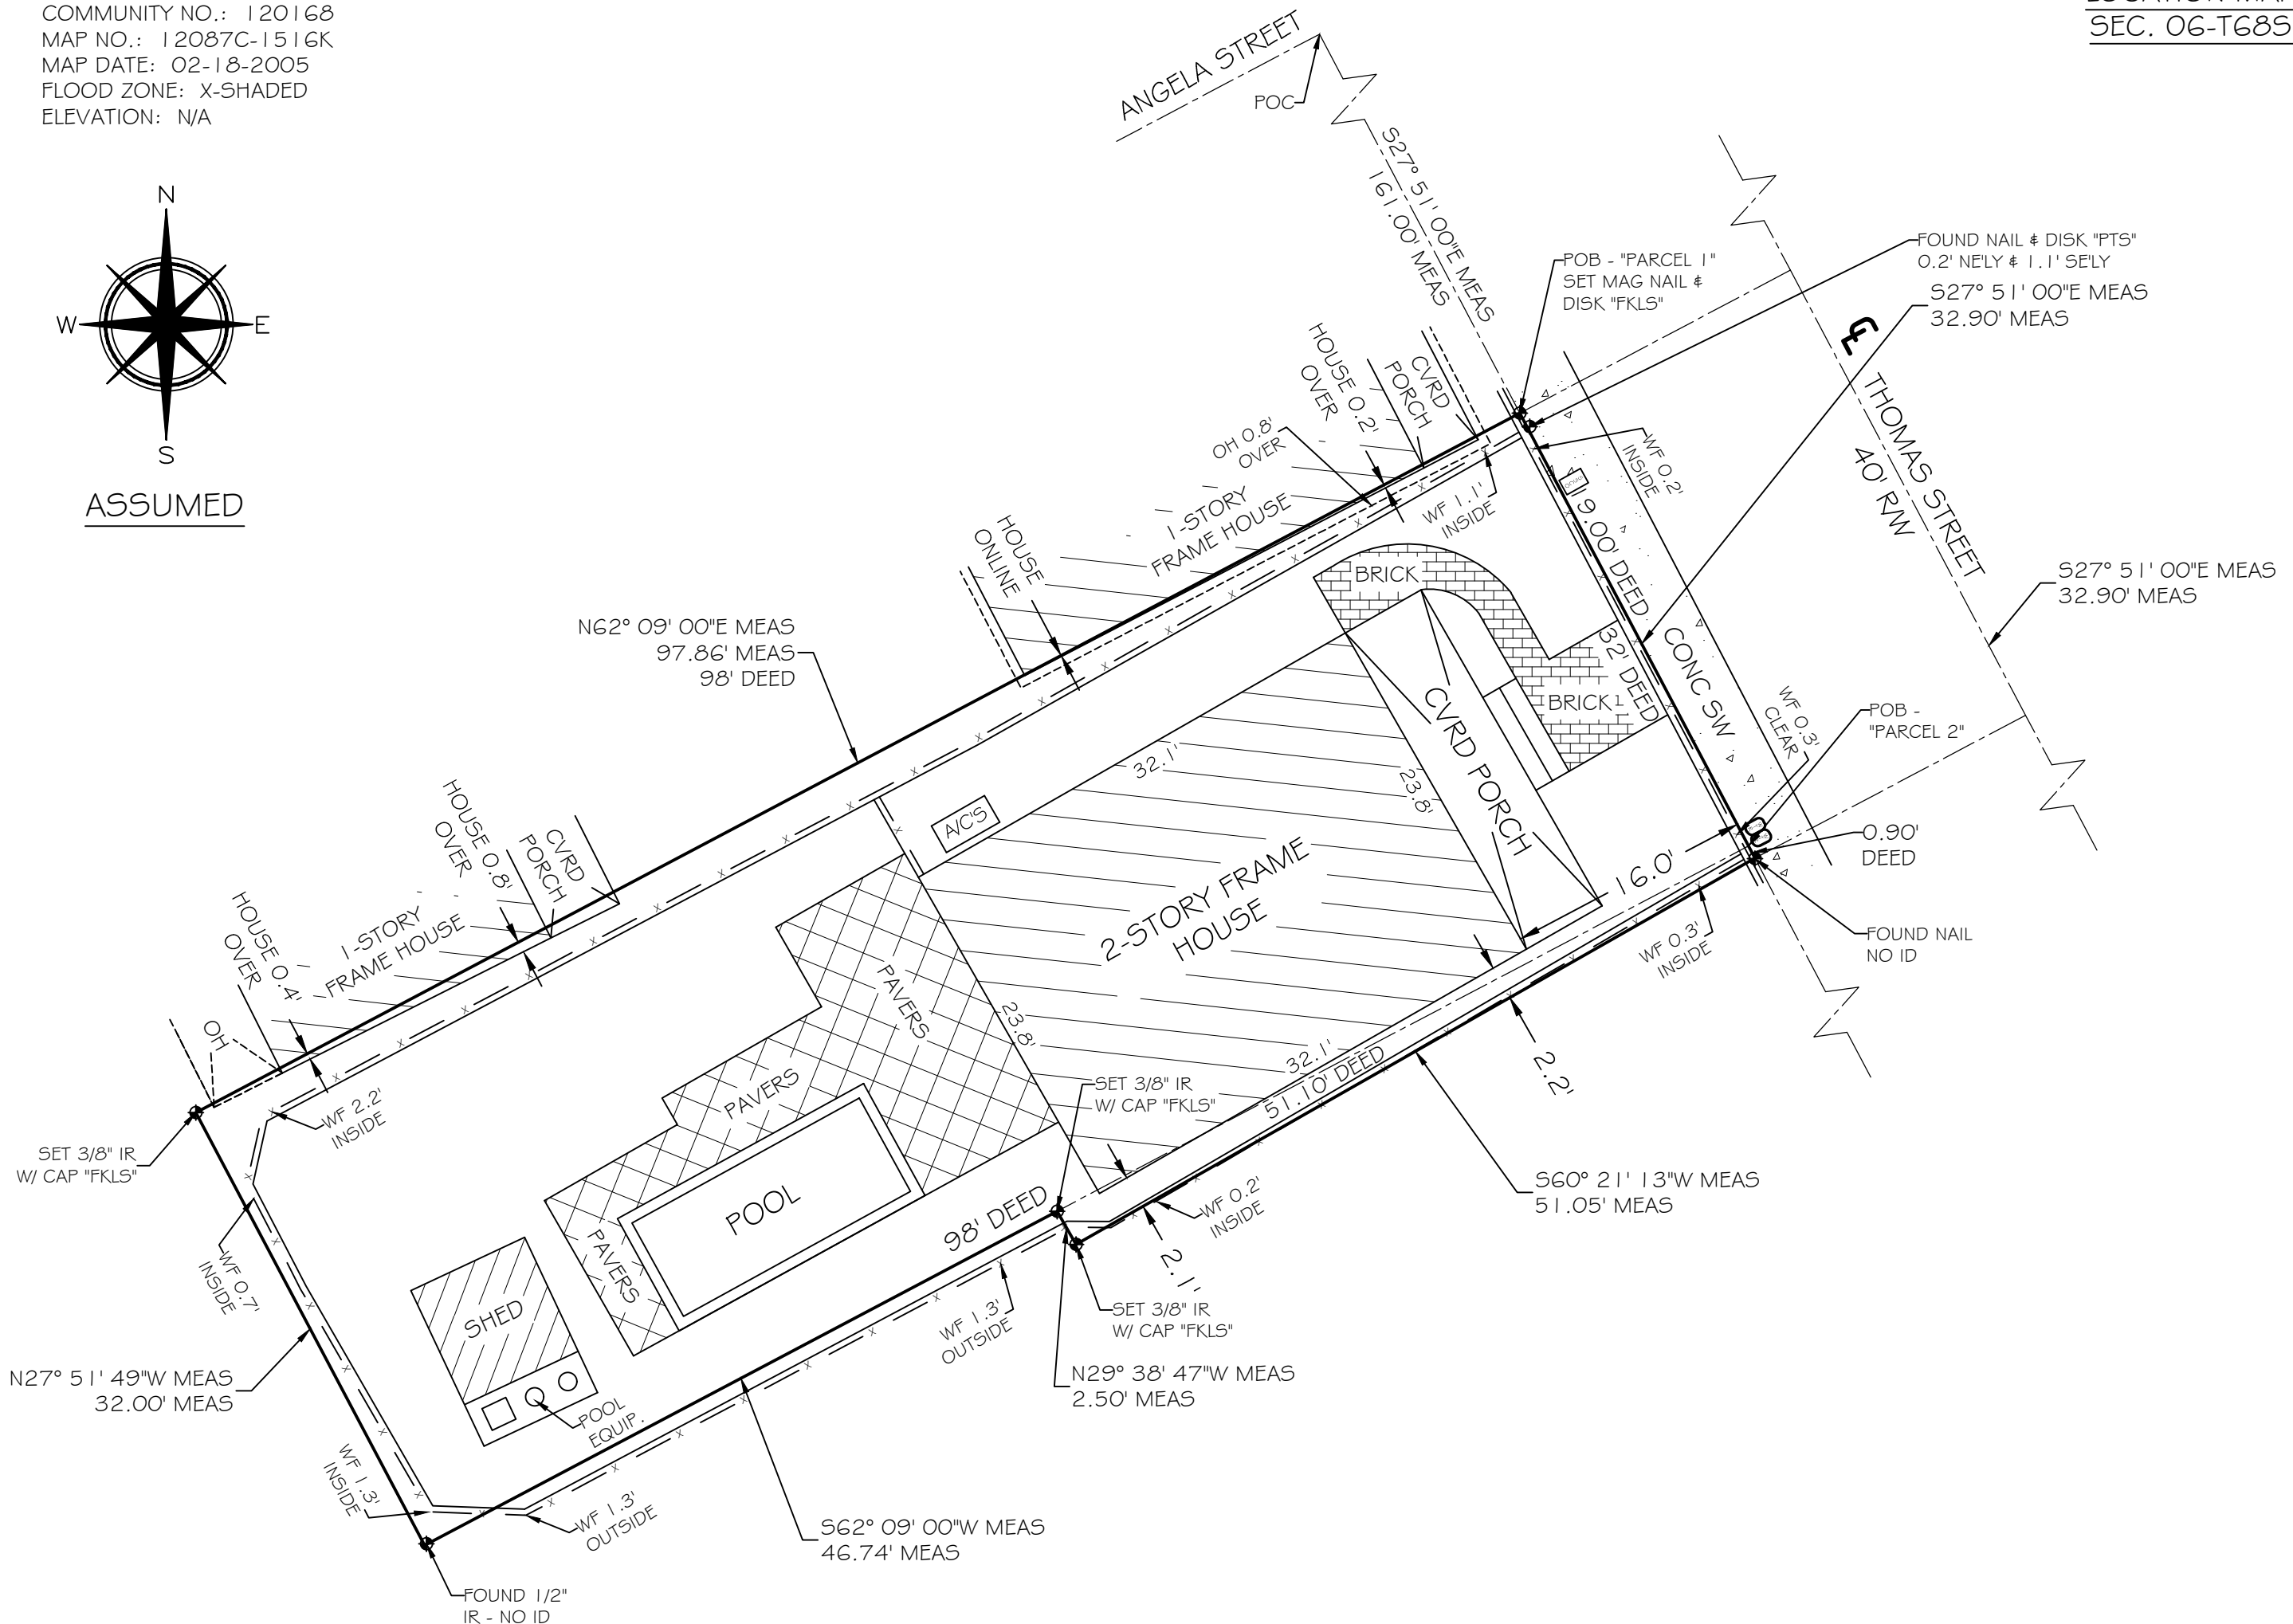 COMMUNITY NO.: 120168
MAP NO.: 12087C-1516K
MAP DATE: 02-18-2005
FLOOD ZONE: X-SHADED
ELEVATION: N/A
SEC. 06-T68S
N
W
E
S
ASSUMED
ANGELA STREET
POC
S27° 51' 00"E MEAS
161.00' MEAS
POB - "PARCEL 1"
SET MAG NAIL &
DISK "FKLS"
FOUND NAIL & DISK "PTS"
0.2' NE'LY & 1.1' SE'LY
S27° 51' 00"E MEAS
32.90' MEAS
THOMAS STREET
40' R/W
S27° 51' 00"E MEAS
32.90' MEAS
HOUSE 0.2'
OVER
CVRD
PORCH
OH 0.8'
OVER
WF 1.1'
INSIDE
WF 0.2'
INSIDE
19.00' DEED
32' DEED
CONC SW
1-STORY
FRAME HOUSE
HOUSE
ONLINE
N62° 09' 00"E MEAS
97.86' MEAS
98' DEED
BRICK
BRICK
CVRD PORCH
32.1'
23.8'
WF 0.3'
CLEAR
POB -
"PARCEL 2"
0.90'
DEED
FOUND NAIL
NO ID
16.0'
WF 0.3'
INSIDE
A/C'S
2-STORY FRAME
HOUSE
HOUSE 0.8'
OVER
CVRD
PORCH
HOUSE 0.4'
OVER
1-STORY
FRAME HOUSE
OH
PAVERS
23.8'
32.1'
51.10' DEED
2.2'
PAVERS
SET 3/8" IR
W/ CAP "FKLS"
WF 2.2'
INSIDE
SET 3/8" IR
W/ CAP "FKLS"
S60° 21' 13"W MEAS
51.05' MEAS
POOL
98' DEED
WF 0.2'
INSIDE
2.1'
PAVERS
WF 0.7'
INSIDE
SHED
WF 1.3'
OUTSIDE
SET 3/8" IR
W/ CAP "FKLS"
N27° 51' 49"W MEAS
32.00' MEAS
N29° 38' 47"W MEAS
2.50' MEAS
POOL
EQUIP.
WF 1.3'
INSIDE
WF 1.3'
OUTSIDE
S62° 09' 00"W MEAS
46.74' MEAS
FOUND 1/2"
IR - NO ID